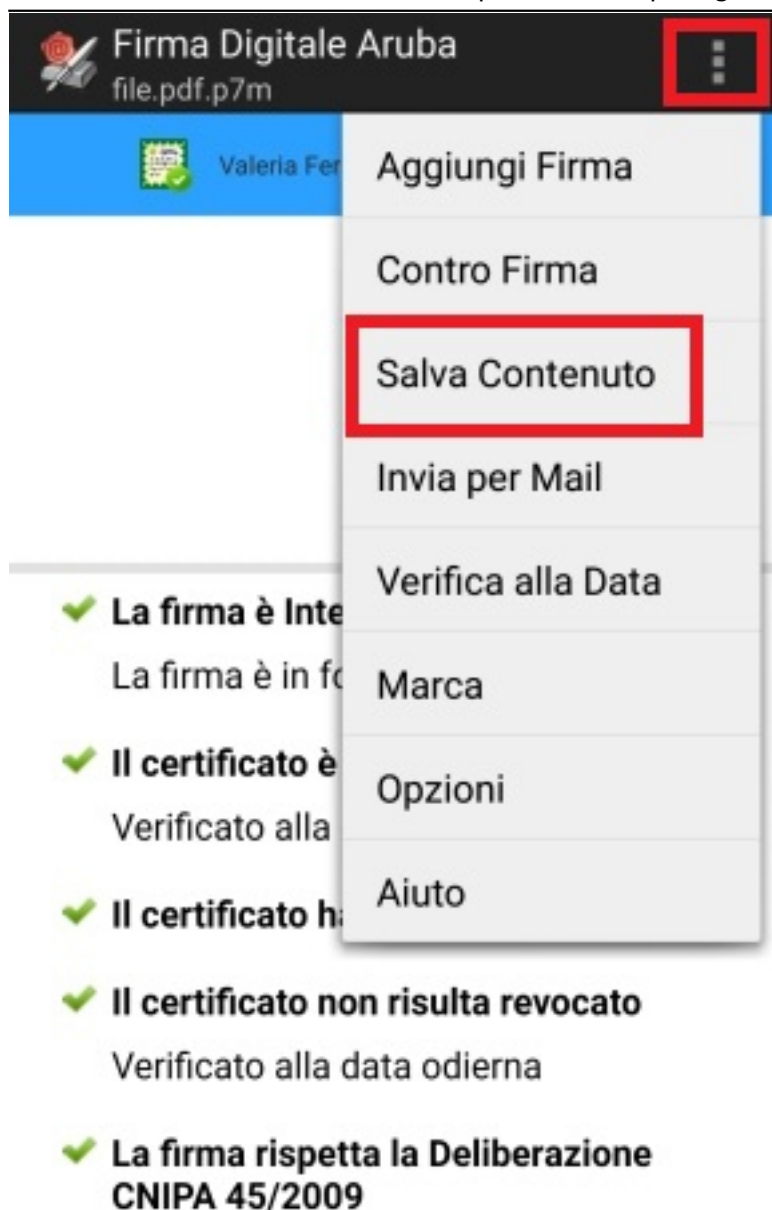 Firma Digitale Aruba
file.pdf.p7m
Valeria Fer
Aggiungi Firma
Contro Firma
Salva Contenuto
Invia per Mail
Verifica alla Data
Marca
Opzioni
Aiuto
La firma è Inte
La firma è in fo
Il certificato è
Verificato alla
Il certificato ha
Il certificato non risulta revocato
Verificato alla data odierna
La firma rispetta la Deliberazione
CNIPA 45/2009